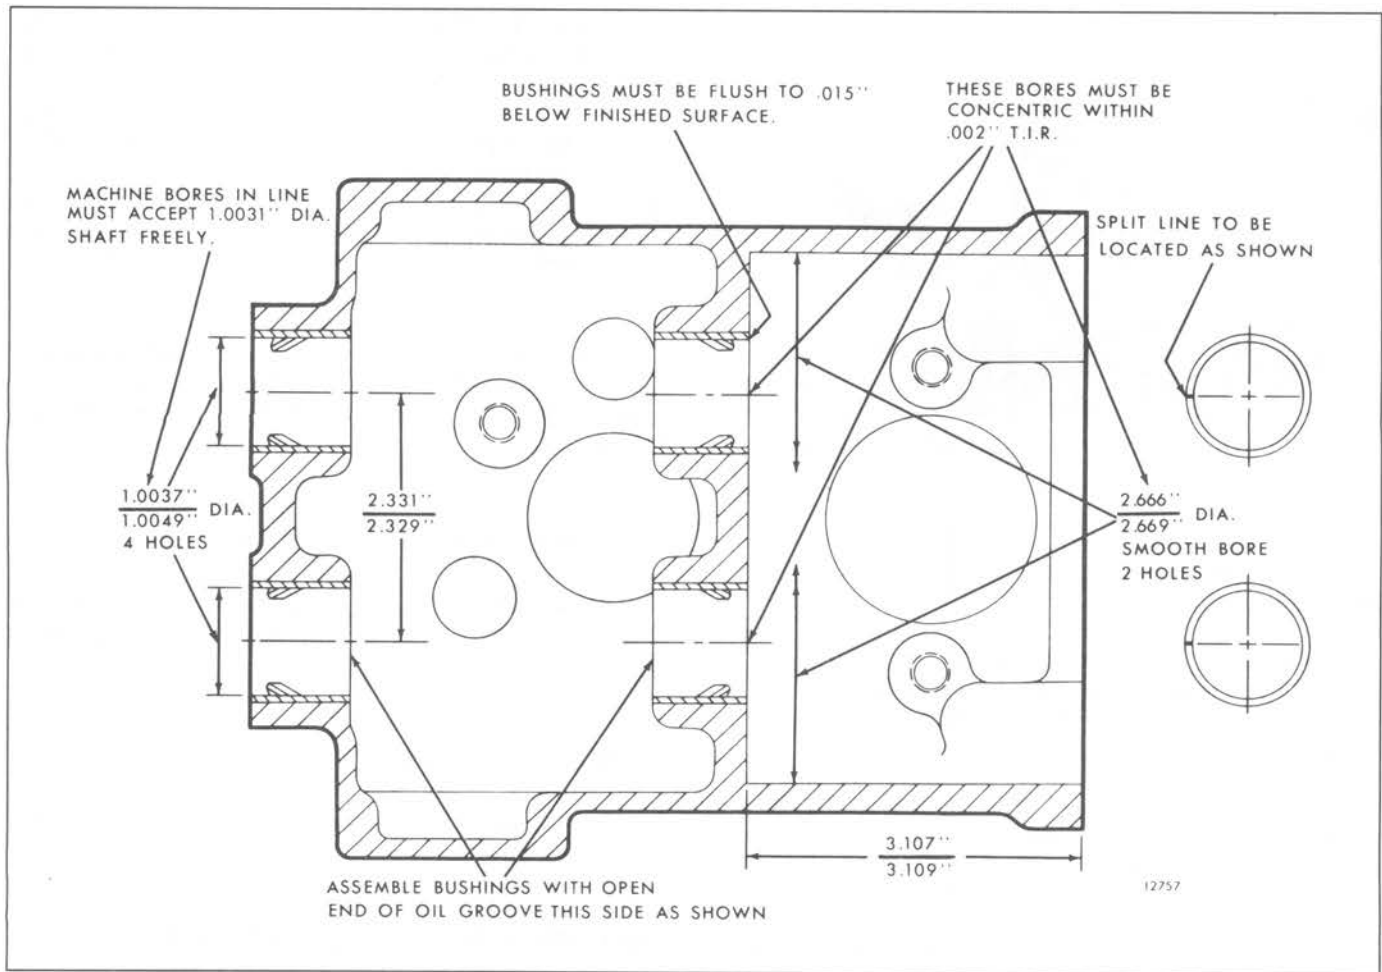 BUSHINGS MUST BE FLUSH TO .015''
BELOW FINISHED SURFACE.
THESE BORES MUST BE
CONCENTRIC WITHIN
.002'' T.I.R.
MACHINE BORES IN LINE
MUST ACCEPT 1.0031'' DIA.
SHAFT FREELY.
SPLIT LINE TO BE
LOCATED AS SHOWN
1.0037''
1.0049'' DIA.
4 HOLES
2.331''
2.329''
2.666''
2.669'' DIA.
SMOOTH BORE
2 HOLES
3.107''
3.109''
ASSEMBLE BUSHINGS WITH OPEN
END OF OIL GROOVE THIS SIDE AS SHOWN
12757